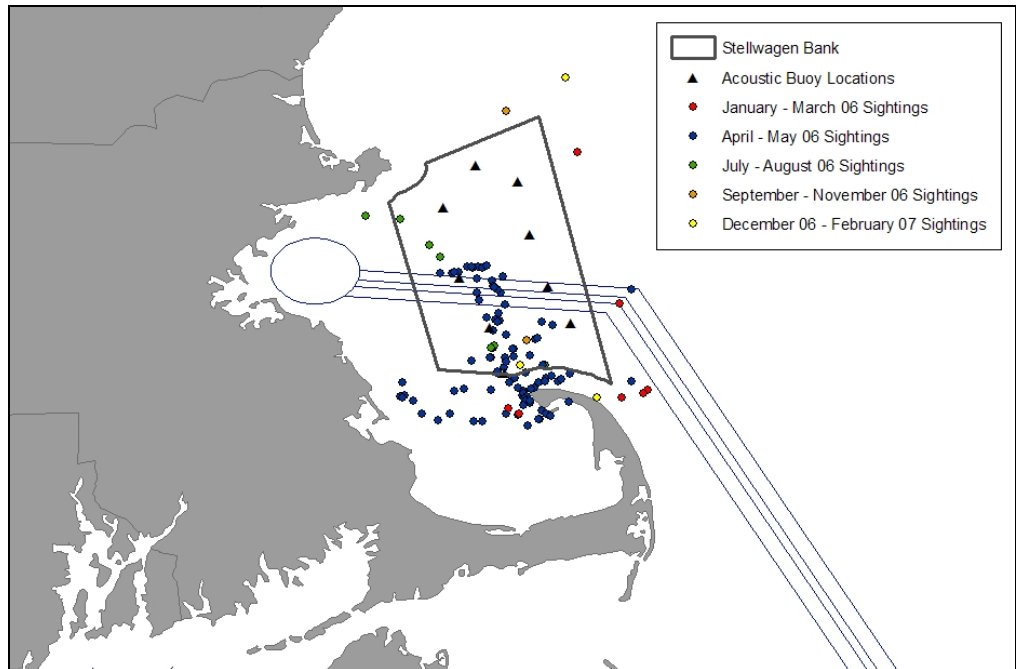 Stellwagen Bank
Acoustic Buoy Locations
January - March 06 Sightings
April - May 06 Sightings
July - August 06 Sightings
September - November 06 Sightings
December 06 - February 07 Sightings